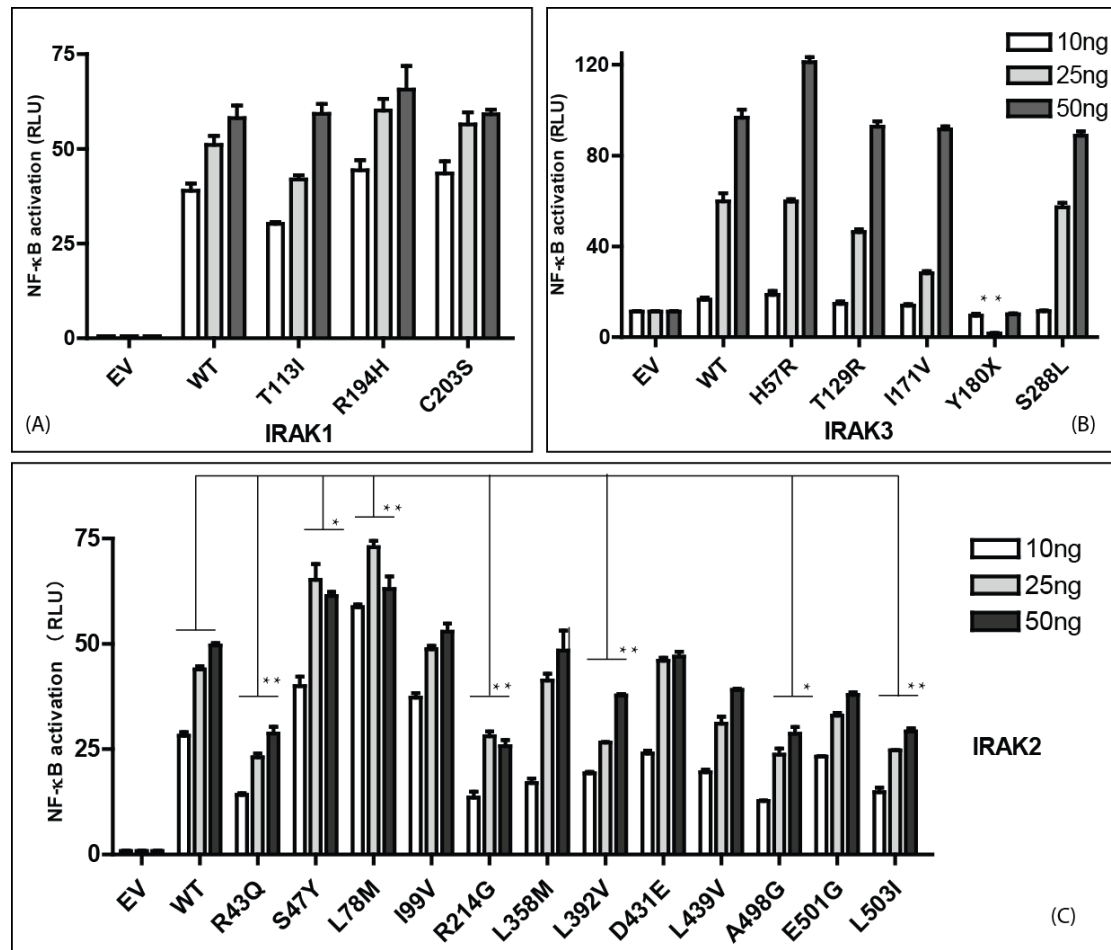 NF-κB activation (RLU)
75
50
25
0
EV
WT
T113I
R194H
C203S
(A)
IRAK1
NF-κB activation (RLU)
120
80
40
0
10ng
25ng
50ng
* *
EV
WT
H57R
T129R
I171V
Y180X
S288L
IRAK3
(B)
NF-κB activation (RLU)
75
50
25
0
* *
*
* *
* *
* *
*
* *
10ng
25ng
50ng
IRAK2
EV
WT
R43Q
S47Y
L78M
I99V
R214G
L358M
L392V
D431E
L439V
A498G
E501G
L503I
(C)